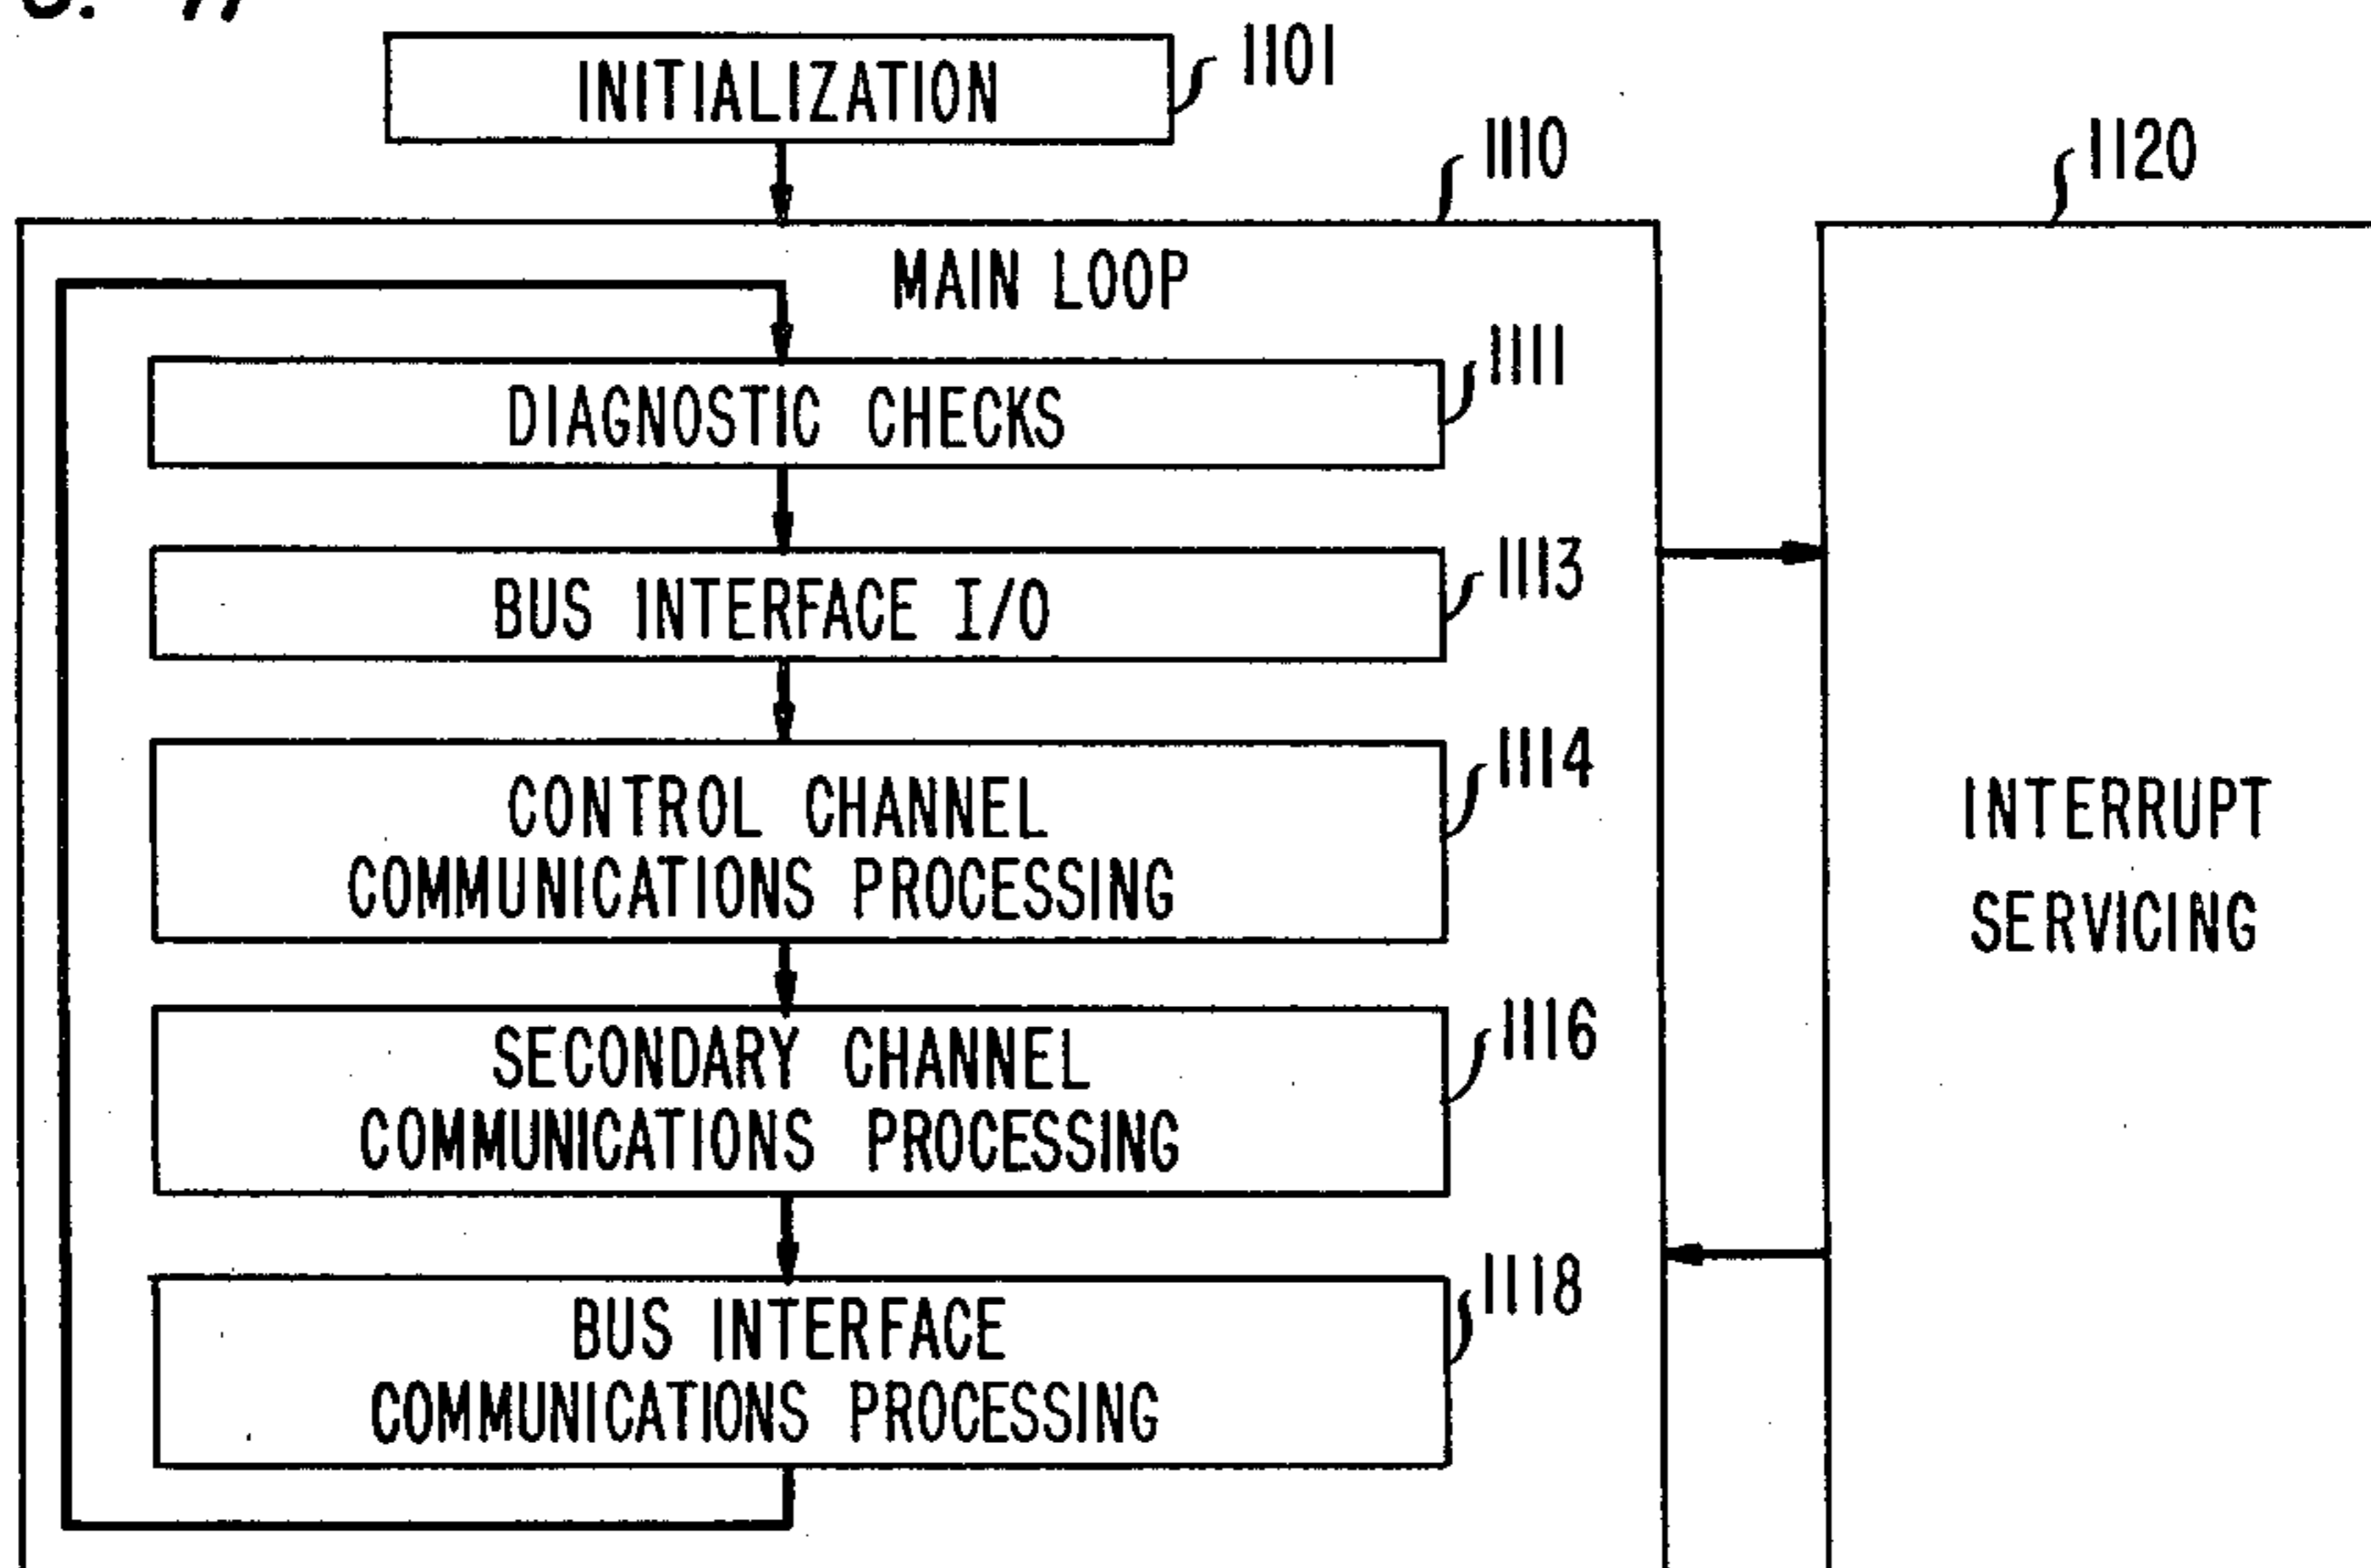 INITIALIZATION
1101
1110
1120
MAIN LOOP
1111
DIAGNOSTIC CHECKS
1113
BUS INTERFACE I/O
1114
CONTROL CHANNEL
COMMUNICATIONS PROCESSING
INTERRUPT
SERVICING
1116
SECONDARY CHANNEL
COMMUNICATIONS PROCESSING
1118
BUS INTERFACE
COMMUNICATIONS PROCESSING